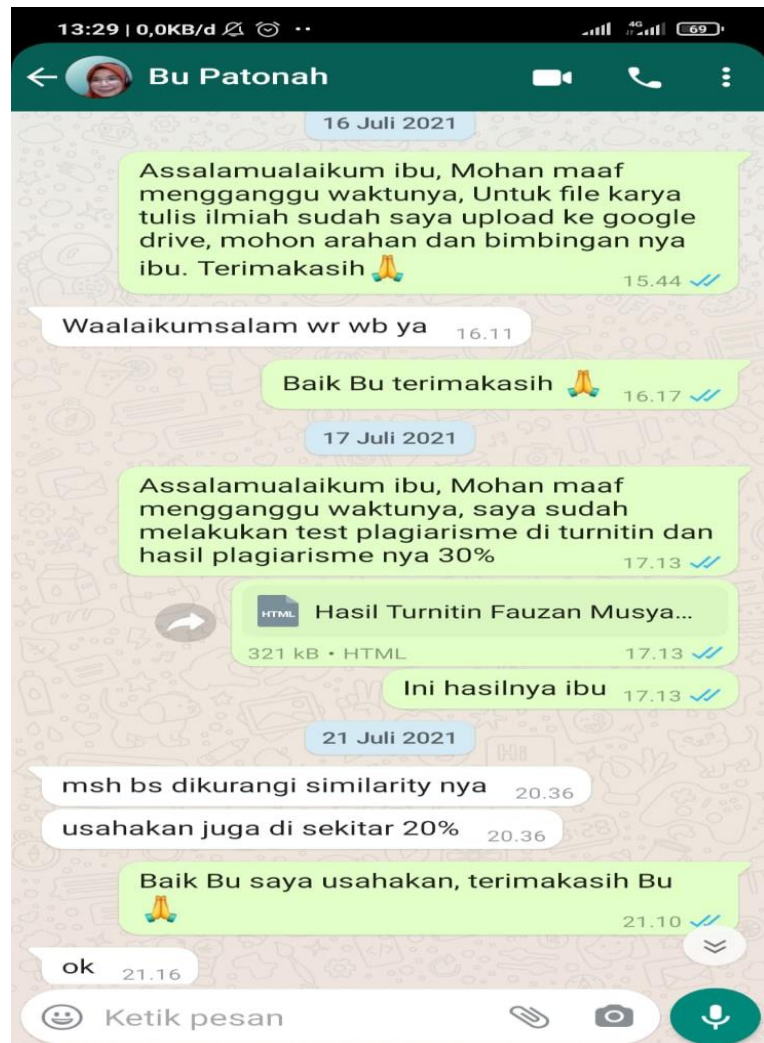 13:29 | 0,0KB/d
4G
69
Bu Patonah
16 Juli 2021
Assalamualaikum ibu, Mohan maaf
mengganggu waktunya, Untuk file karya
tulis ilmiah sudah saya upload ke google
drive, mohon arahan dan bimbingan nya
ibu. Terimakasih 🙏
15.44
Waalaikumsalam wr wb ya 16.11
Baik Bu terimakasih 🙏 16.17
17 Juli 2021
Assalamualaikum ibu, Mohan maaf
mengganggu waktunya, saya sudah
melakukan test plagiarisme di turnitin dan
hasil plagiarisme nya 30%
17.13
HTML Hasil Turnitin Fauzan Musya...
321 kB • HTML 17.13
Ini hasilnya ibu 17.13
21 Juli 2021
msh bs dikurangi similarity nya 20.36
usahakan juga di sekitar 20% 20.36
Baik Bu saya usahakan, terimakasih Bu
🙏
21.10
ok 21.16
Ketik pesan